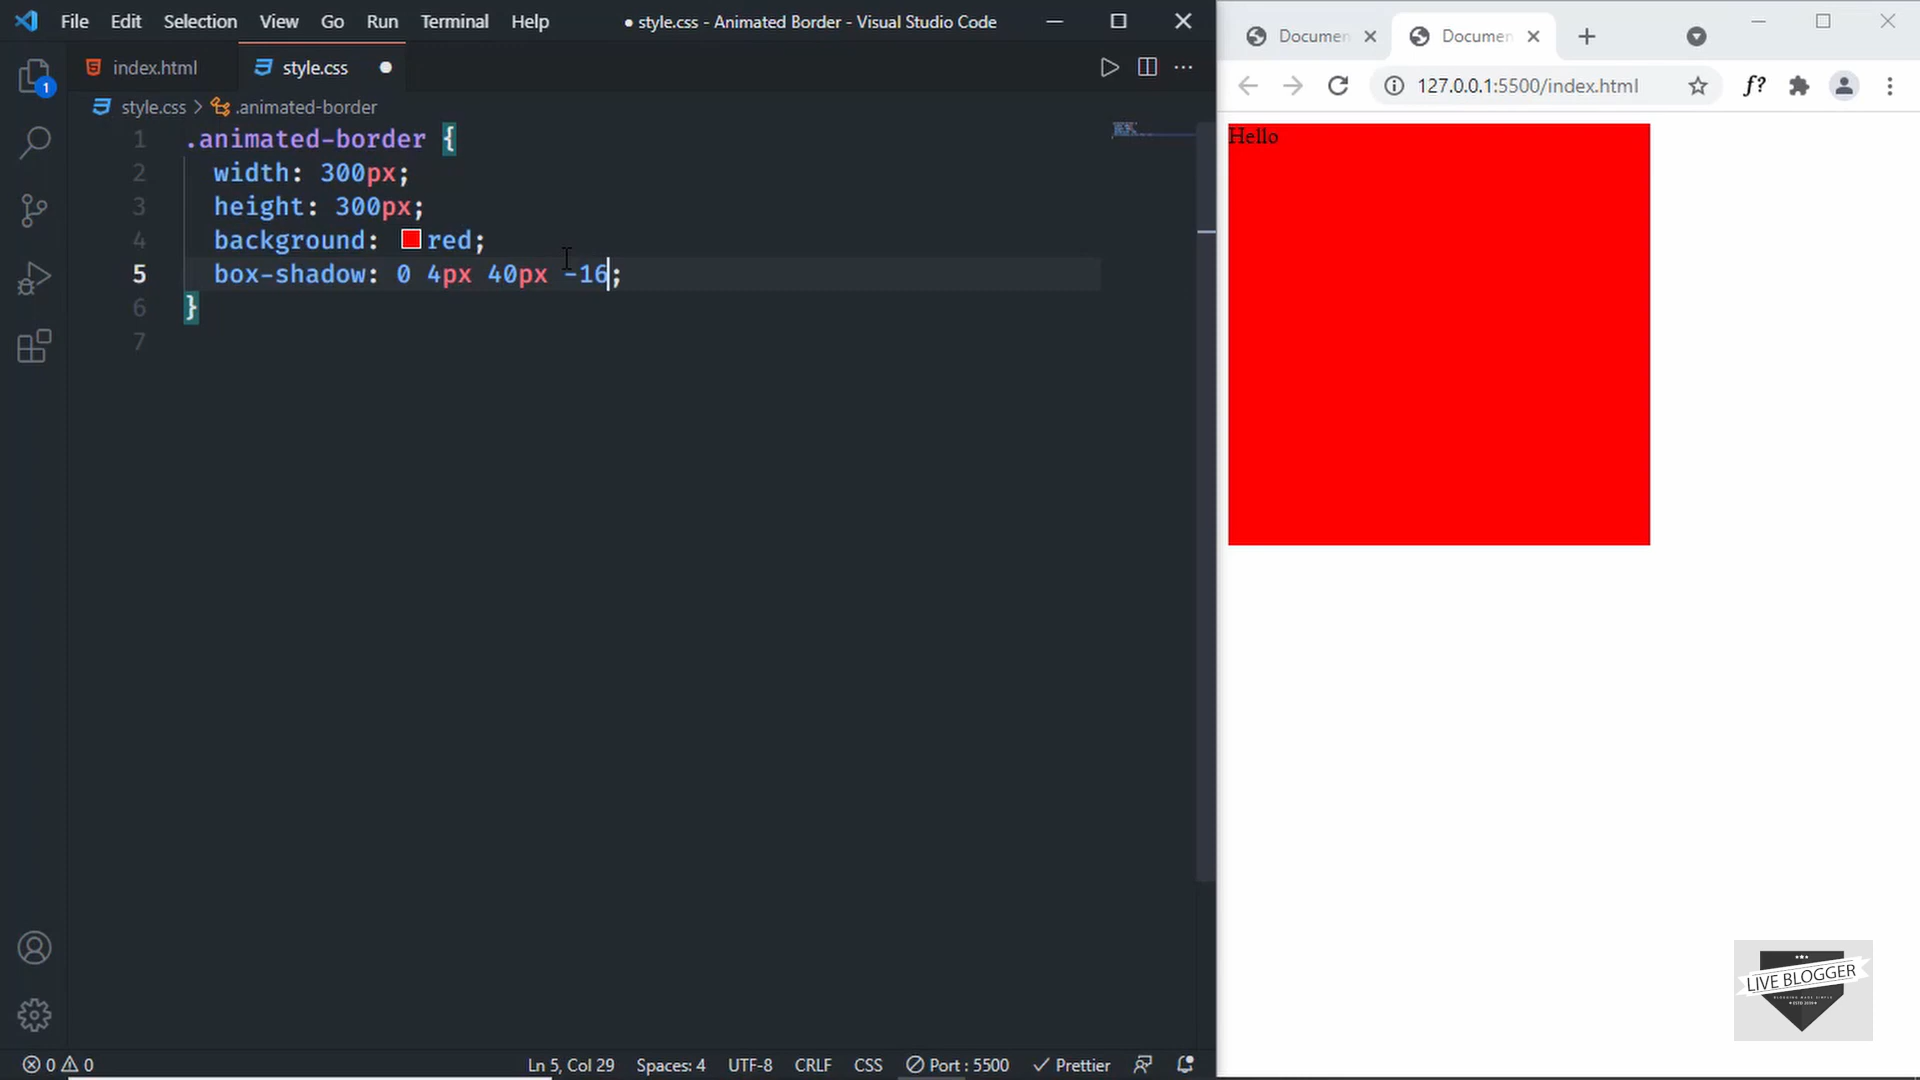 File Edit Selection View Go Run Terminal Help
● style.css - Animated Border - Visual Studio Code
index.html
style.css
style.css > .animated-border
1 .animated-border {
2 width: 300px;
3 height: 300px;
4 background: red;
5 box-shadow: 0 4px 40px -16;
6 }
7
1
0 0
Ln 5, Col 29
Spaces: 4
UTF-8
CRLF
CSS
Port : 5500
Prettier
Documen
Documen
127.0.0.1:5500/index.html
f?
Hello
LIVE BLOGGER